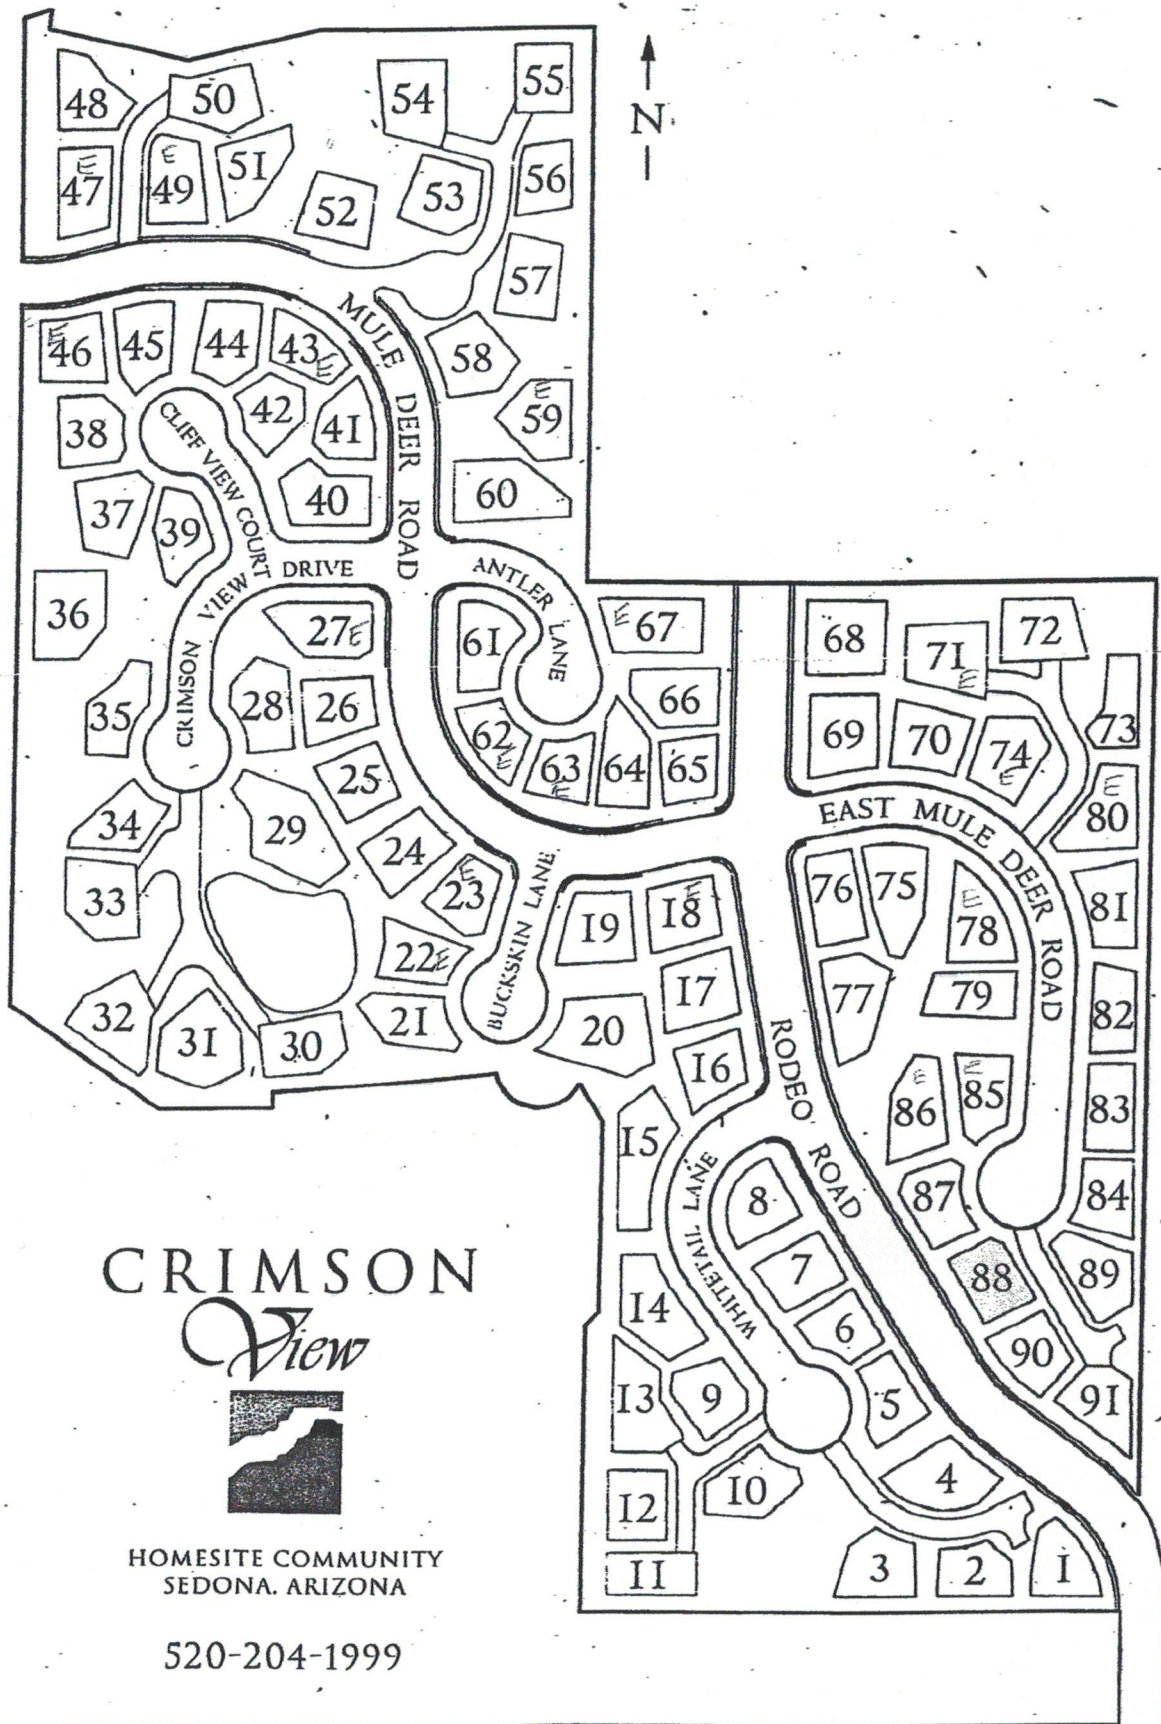 N
48
50
54
55
47 E
49 E
51
52
53
56
57
MULE DEER ROAD
46 E
45
44
43 E
58
59 E
38
CLIFF VIEW COURT
42
41
60
37
39
40
CRIMSON VIEW DRIVE
ANTLER LANE
36
27 E
61
67 E
68
71 E
72
35
28
26
66
69
70
74 E
73
62 E
63 E
64
65
25
34
29
24
EAST MULE DEER ROAD
80 E
33
23 E
BUCKSKIN LANE
19
18 E
76
75
78 E
81
22 E
17
77
79
82
32
31
30
21
20
16
RODEO ROAD
86 E
85 E
83
15
WHITETAIL LANE
8
87
84
14
7
88
89
6
90
13
9
5
91
12
10
4
11
3
2
1
CRIMSON
View
HOMESITE COMMUNITY
SEDONA. ARIZONA
520-204-1999